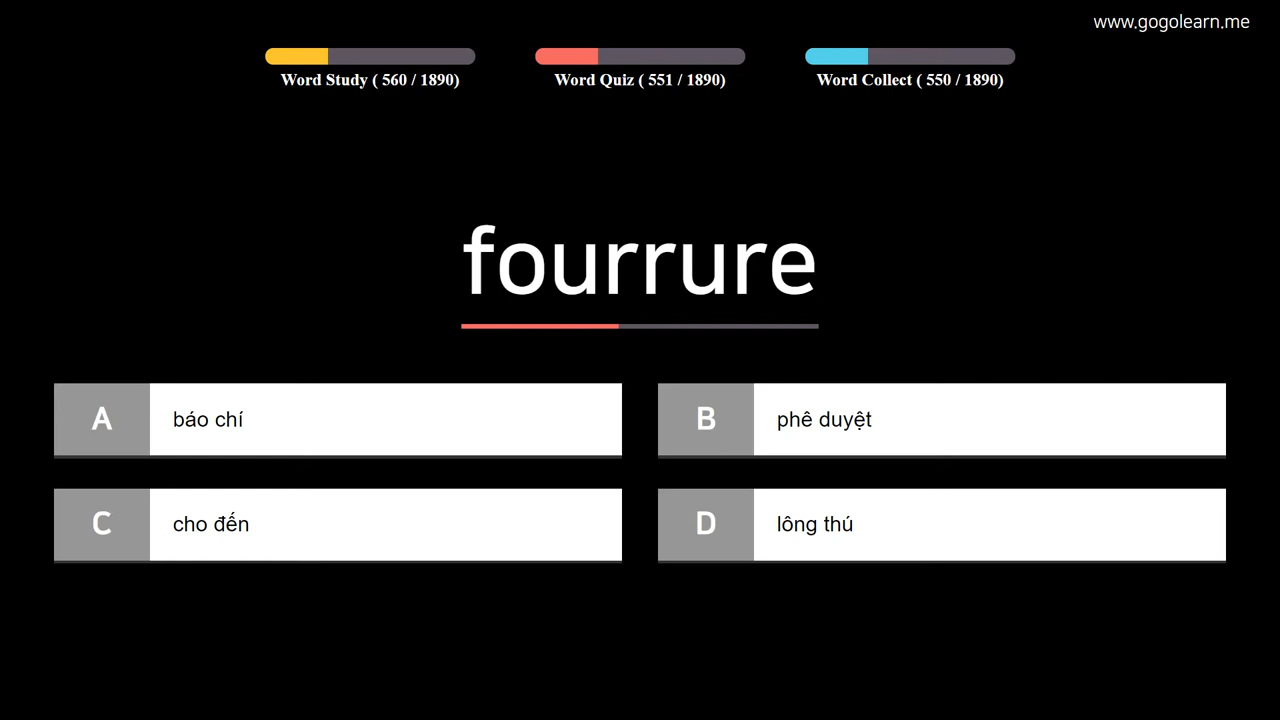 www.gogolearn.me
Word Study ( 560 / 1890)
Word Quiz ( 551 / 1890)
Word Collect ( 550 / 1890)
fourrure
A báo chí
B phê duyệt
C cho đến
D lông thú